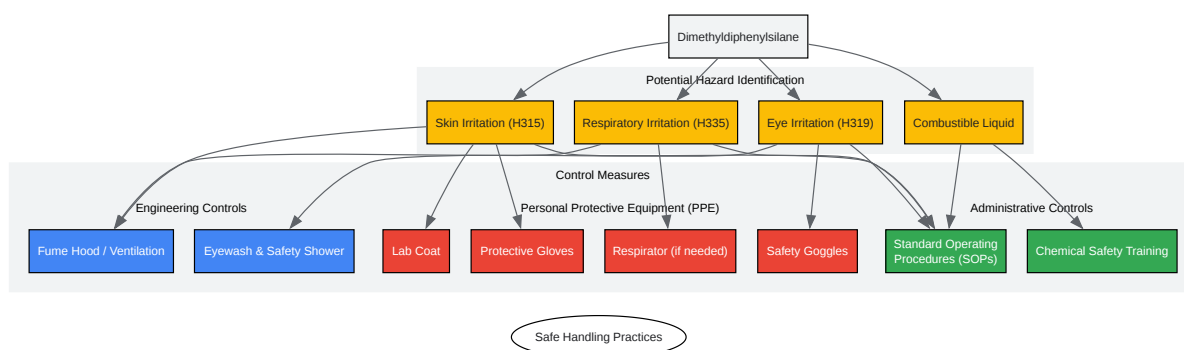 Dimethyldiphenylsilane
Potential Hazard Identification
Skin Irritation (H315)
Respiratory Irritation (H335)
Eye Irritation (H319)
Combustible Liquid
Control Measures
Engineering Controls
Personal Protective Equipment (PPE)
Administrative Controls
Fume Hood / Ventilation
Eyewash & Safety Shower
Lab Coat
Protective Gloves
Respirator (if needed)
Safety Goggles
Standard Operating
Procedures (SOPs)
Chemical Safety Training
Safe Handling Practices